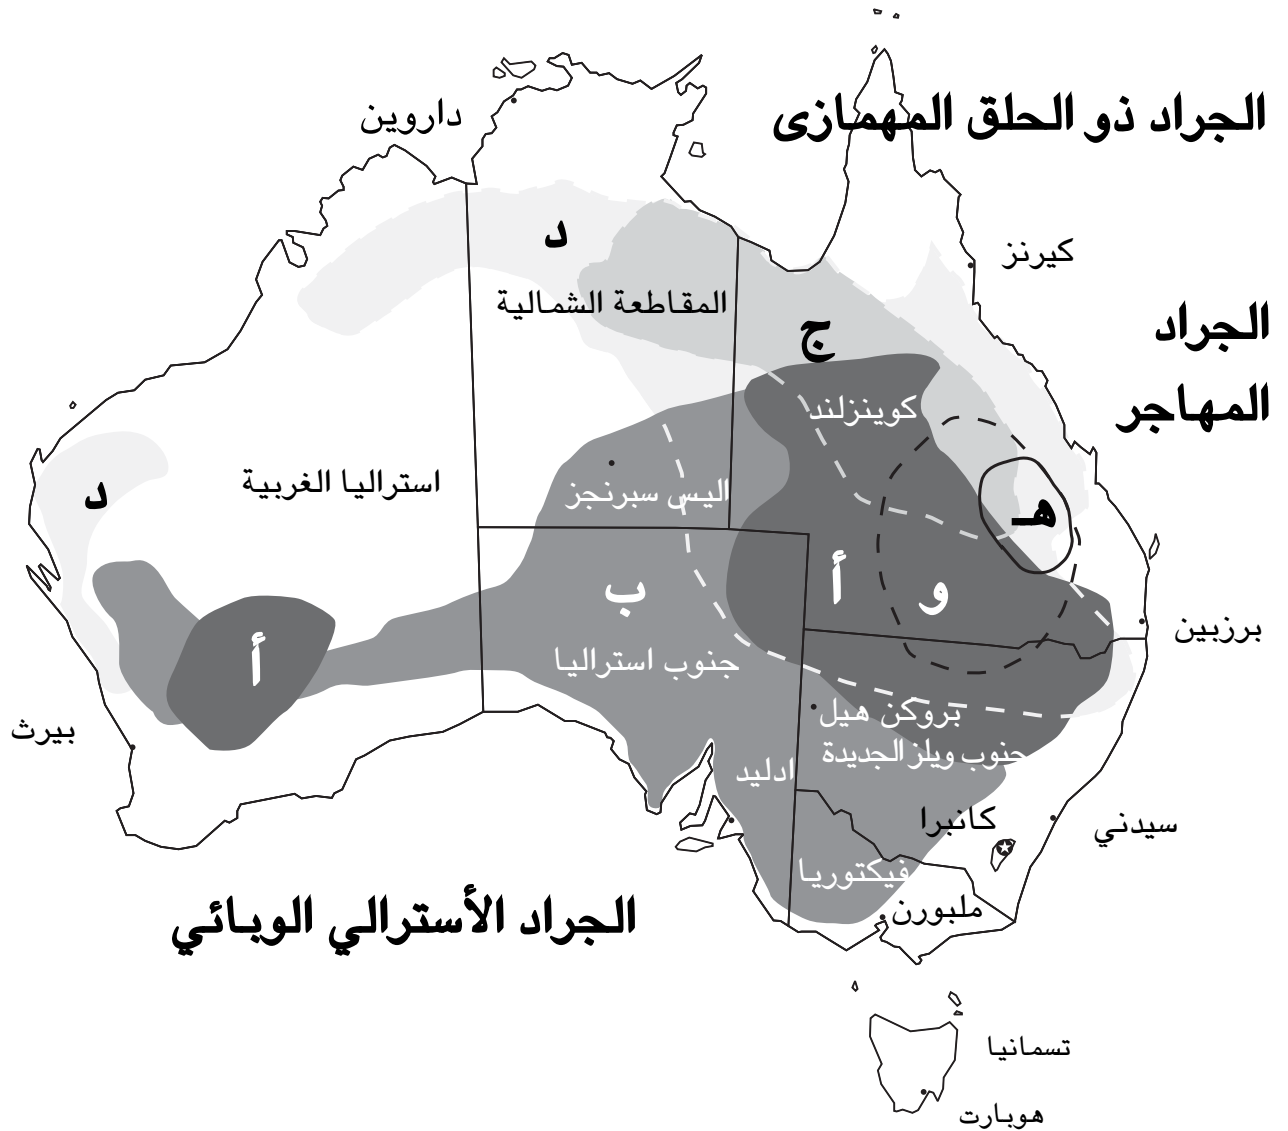 الجراد ذو الحلق المهمازى
داروين
د
كيرنز
المقاطعة الشمالية
ج
الجراد
المهاجر
كوينزلند
استراليا الغربية
د
اليس سبرنجز
هـ
أ
و
ب
برزبين
أ
جنوب استراليا
بيرث
بروكن هيل
جنوب ويلز الجديدة
ادليد
كانبرا
سيدني
فيكتوريا
ملبورن
الجراد الأسترالي الوبائي
تسمانيا
هوبارت